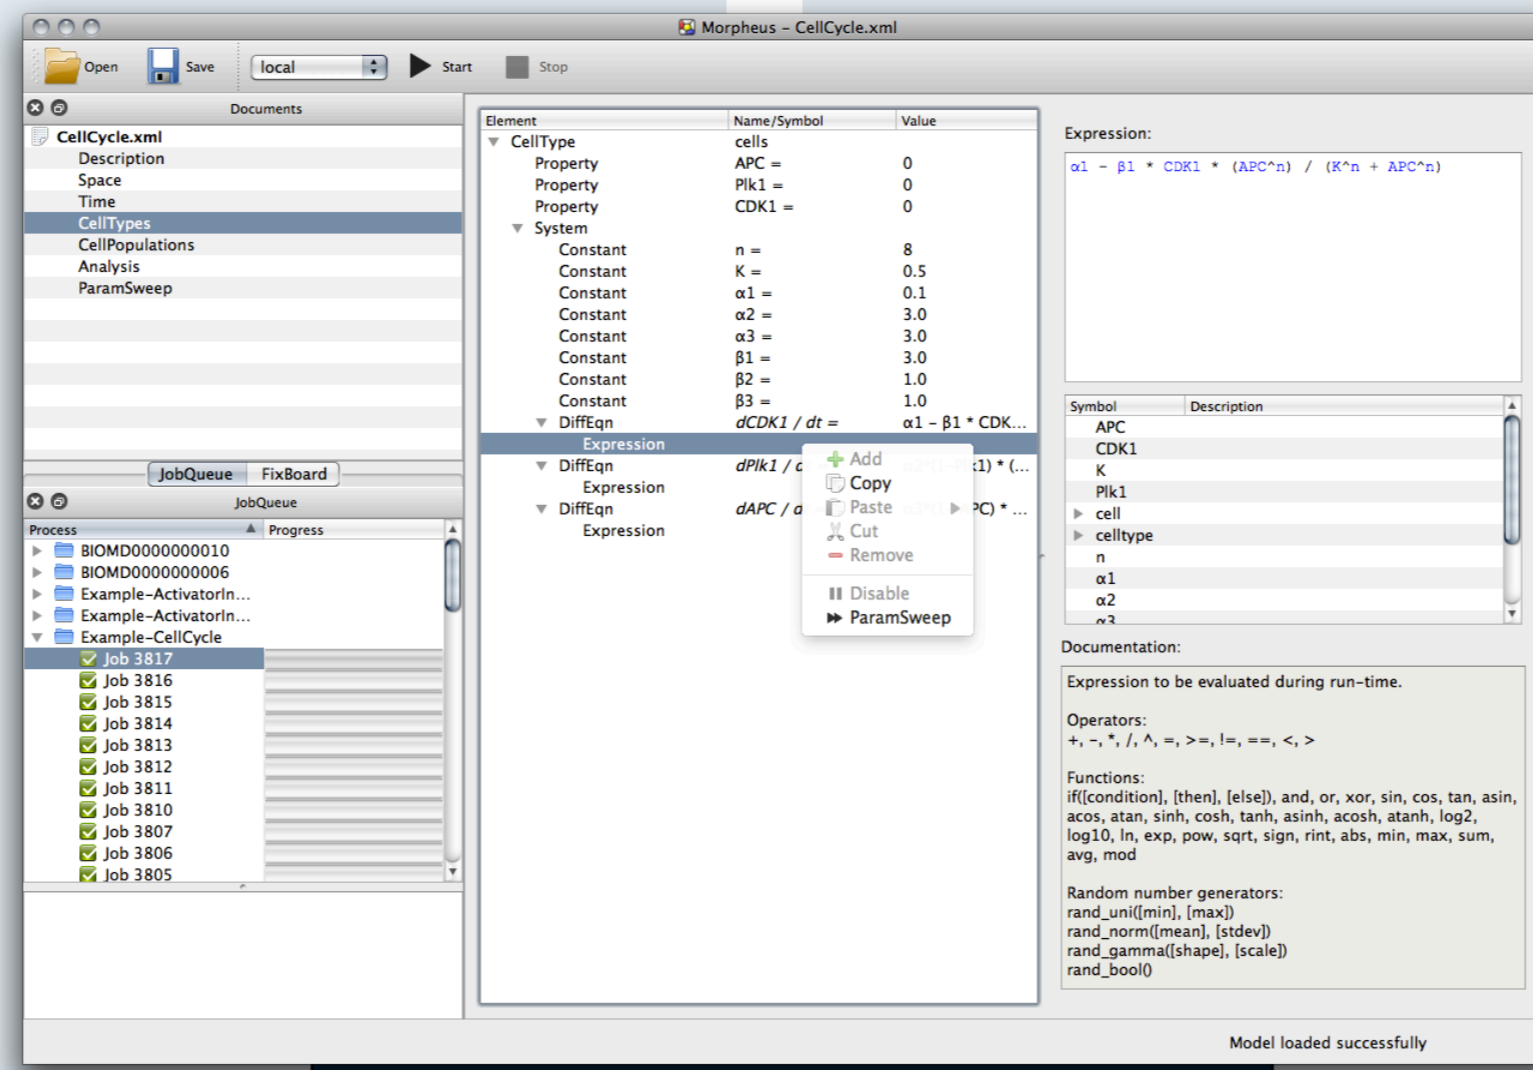 Morpheus – CellCycle.xml
Open Save local Start Stop
Documents
CellCycle.xml
Description
Space
Time
CellTypes
CellPopulations
Analysis
ParamSweep
JobQueue FixBoard
JobQueue
Process Progress
BIOMD0000000010
BIOMD0000000006
Example-ActivatorIn...
Example-ActivatorIn...
Example-CellCycle
Job 3817
Job 3816
Job 3815
Job 3814
Job 3813
Job 3812
Job 3811
Job 3810
Job 3807
Job 3806
Job 3805
Element Name/Symbol Value
CellType cells
Property APC = 0
Property Plk1 = 0
Property CDK1 = 0
System
Constant n = 8
Constant K = 0.5
Constant α1 = 0.1
Constant α2 = 3.0
Constant α3 = 3.0
Constant β1 = 3.0
Constant β2 = 1.0
Constant β3 = 1.0
DiffEqn dCDK1 / dt = α1 – β1 * CDK...
Expression
DiffEqn dPlk1 / k1) * (...
Expression
DiffEqn dAPC / PC) * ...
Expression
Add
Copy
Paste
Cut
Remove
Disable
ParamSweep
Expression:
α1 – β1 * CDK1 * (APC^n) / (K^n + APC^n)
Symbol Description
APC
CDK1
K
Plk1
cell
celltype
n
α1
α2
α3
Documentation:
Expression to be evaluated during run-time.
Operators:
+, -, *, /, ^, =, >=, !=, ==, <, >
Functions:
if([condition], [then], [else]), and, or, xor, sin, cos, tan, asin,
acos, atan, sinh, cosh, tanh, asinh, acosh, atanh, log2,
log10, ln, exp, pow, sqrt, sign, rint, abs, min, max, sum,
avg, mod
Random number generators:
rand_uni([min], [max])
rand_norm([mean], [stdev])
rand_gamma([shape], [scale])
rand_bool()
Model loaded successfully